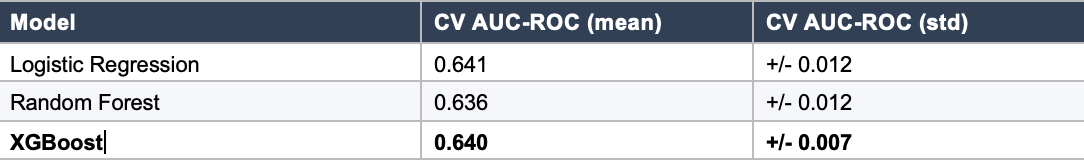 Model CV AUC-ROC (mean) CV AUC-ROC (std)
Logistic Regression 0.641 +/- 0.012
Random Forest 0.636 +/- 0.012
XGBoost 0.640 +/- 0.007